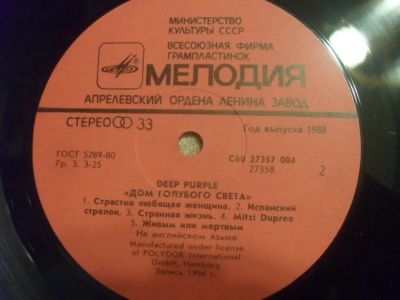 МИНИСТЕРСТВО
КУЛЬТУРЫ СССР
ВСЕСОЮЗНАЯ ФИРМА
ГРАМПЛАСТИНОК
МЕЛОДИЯ
АПРЕЛЕВСКИЙ ОРДЕНА ЛЕНИНА ЗАВОД
СТЕРЕО 33
Год выпуска 1988
ГОСТ 5289-80
Гр. 3. 3-25
С60 27357 004
27358
2
DEEP PURPLE
«ДОМ ГОЛУБОГО СВЕТА»
1. Страстно любящая женщина. 2. Испанский
стрелок. 3. Странная жизнь. 4. Mitzi Dupree
5. Живым или мертвым
На английском языке
Manufactured under license
of POLYDOR International
GmbH, Hamburg
Запись 1986 г.